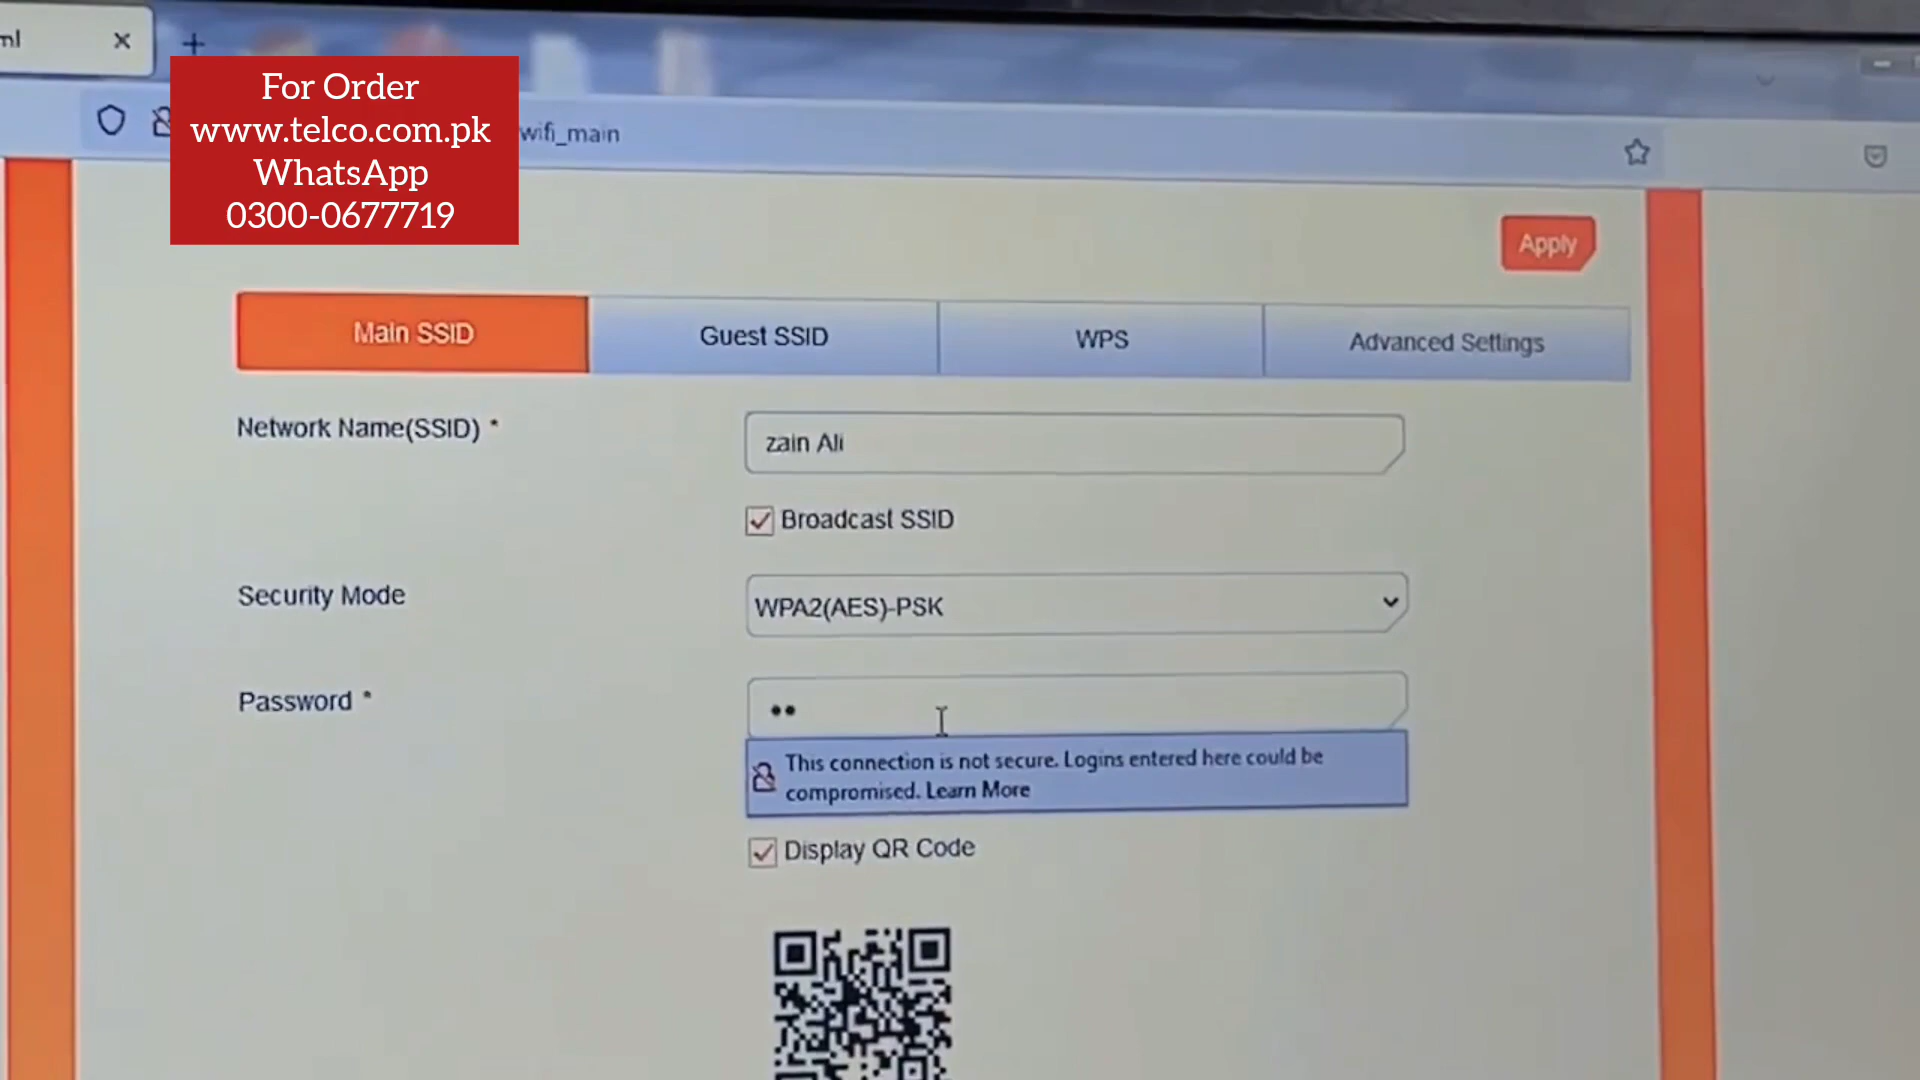 nl
For Order
www.telco.com.pk
WhatsApp
0300-0677719
wifi_main
Apply
Main SSID
Guest SSID
WPS
Advanced Settings
Network Name(SSID) *
zain Ali
Broadcast SSID
Security Mode
WPA2(AES)-PSK
Password *
••
This connection is not secure. Logins entered here could be
compromised. Learn More
Display QR Code